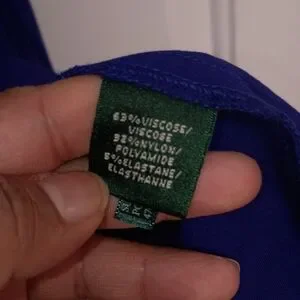 63%VISCOSE/
VISCOSE
32%NYLON/
POLYAMIDE
5%ELASTANE/
ELASTHANNE